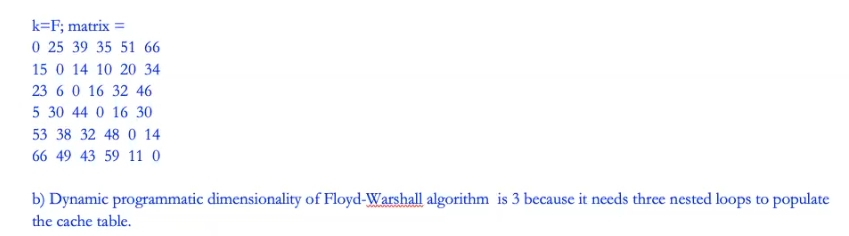 k=F; matrix =
0 25 39 35 51 66
15 0 14 10 20 34
23 6 0 16 32 46
5 30 44 0 16 30
53 38 32 48 0 14
66 49 43 59 11 0
b) Dynamic programmatic dimensionality of Floyd-Warshall algorithm is 3 because it needs three nested loops to populate
the cache table.